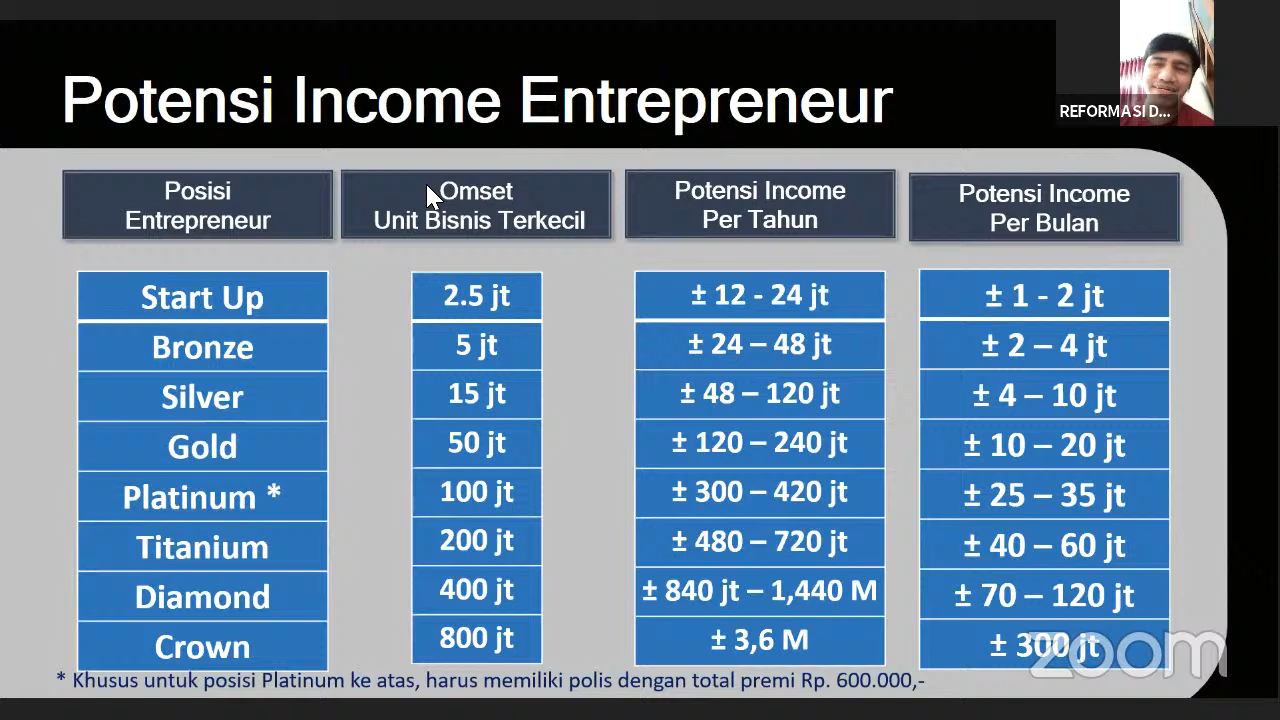 REFORMASI D...
Potensi Income Entrepreneur
Posisi
Entrepreneur
Omset
Unit Bisnis Terkecil
Potensi Income
Per Tahun
Potensi Income
Per Bulan
Start Up 2.5 jt ± 12 - 24 jt ± 1 - 2 jt
Bronze 5 jt ± 24 – 48 jt ± 2 – 4 jt
Silver 15 jt ± 48 – 120 jt ± 4 – 10 jt
Gold 50 jt ± 120 – 240 jt ± 10 – 20 jt
Platinum * 100 jt ± 300 – 420 jt ± 25 – 35 jt
Titanium 200 jt ± 480 – 720 jt ± 40 – 60 jt
Diamond 400 jt ± 840 jt – 1,440 M ± 70 – 120 jt
Crown 800 jt ± 3,6 M ± 300 jt
zoom
* Khusus untuk posisi Platinum ke atas, harus memiliki polis dengan total premi Rp. 600.000,-